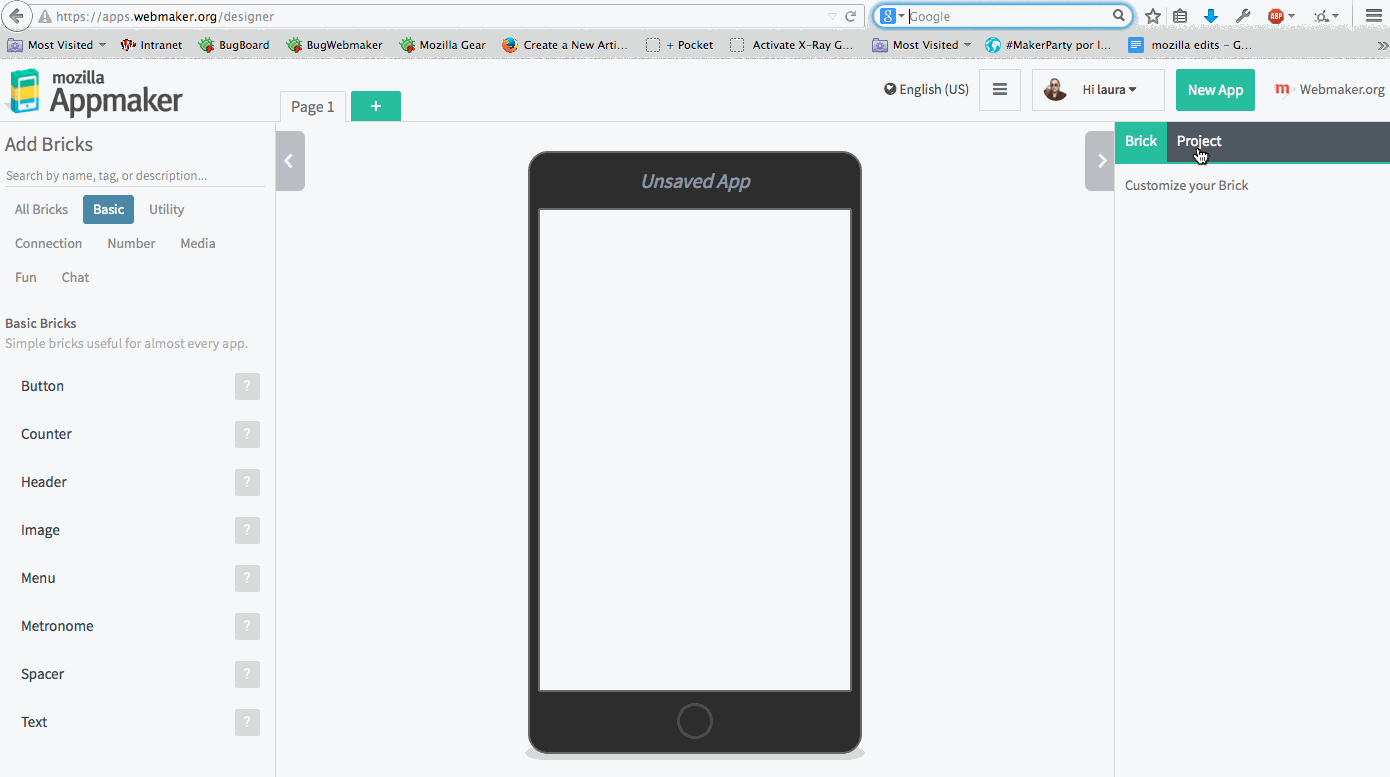 https://apps.webmaker.org/designer
8 Google
ABP
Most Visited Intranet BugBoard BugWebmaker Mozilla Gear Create a New Arti... + Pocket Activate X-Ray G... Most Visited #MakerParty por l... mozilla edits – G... »
mozilla
Appmaker
Page 1 +
English (US)
Hi laura
New App
m Webmaker.org
Add Bricks
Search by name, tag, or description...
All Bricks Basic Utility
Connection Number Media
Fun Chat
Basic Bricks
Simple bricks useful for almost every app.
Button ?
Counter ?
Header ?
Image ?
Menu ?
Metronome ?
Spacer ?
Text ?
Unsaved App
Brick Project
Customize your Brick